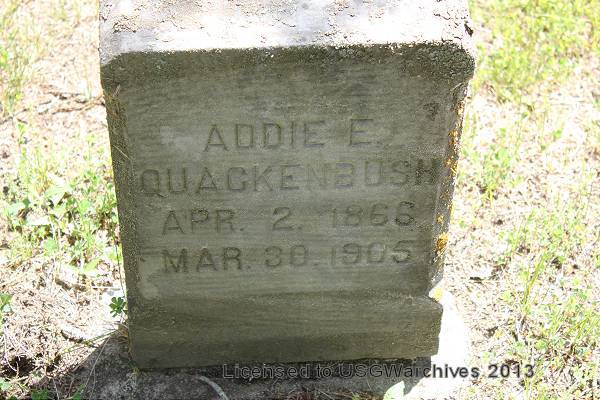 ADDIE E.
QUACKENBUSH
APR. 2. 1866
MAR. 30. 1905
Licensed to USGWarchives 2013